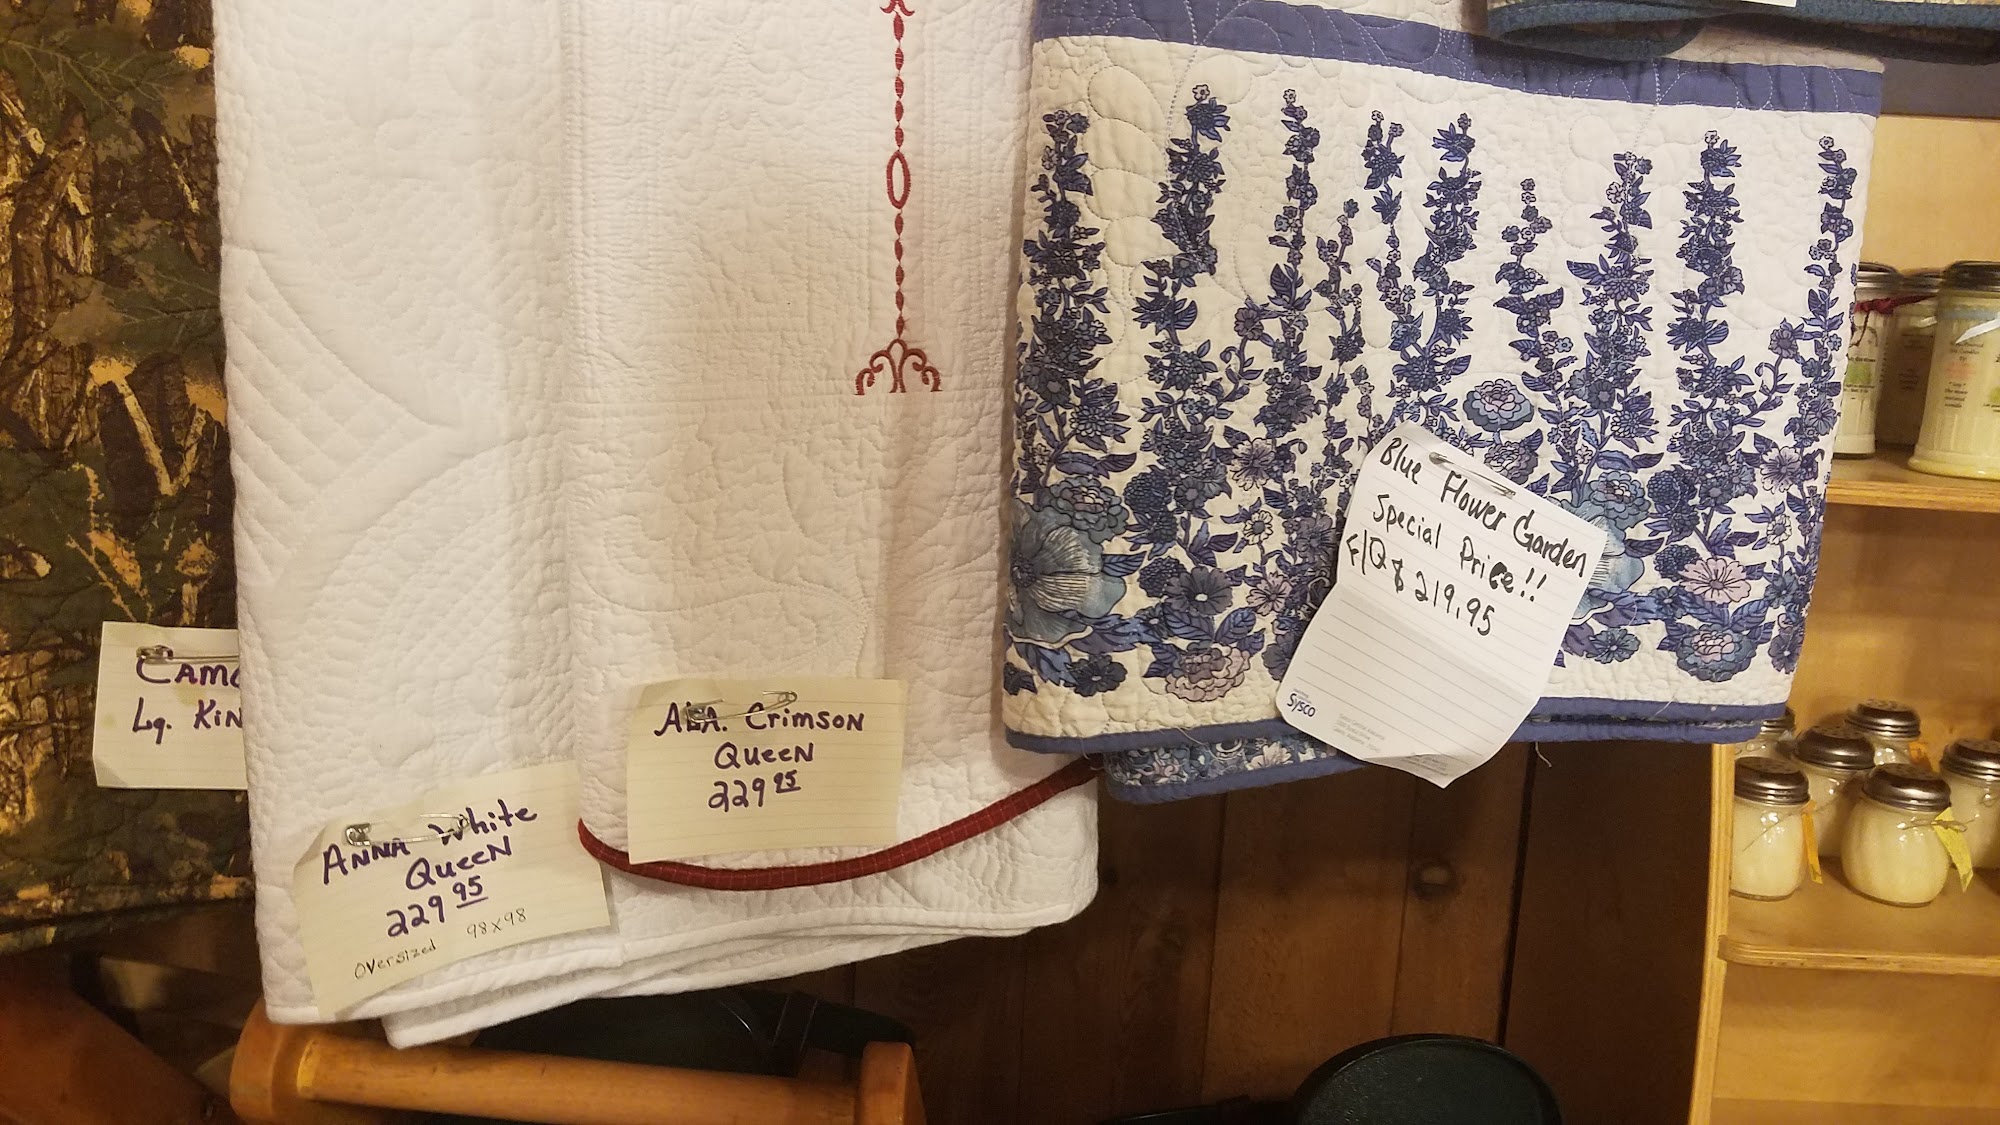 CAMO
Lg. KIN
ANNA White
QUEEN
229 95
OVersized 98x98
ALA. Crimson
QUEEN
229 95
Blue Flower Garden
Special Price!!
F/Q $ 219.95
Sysco